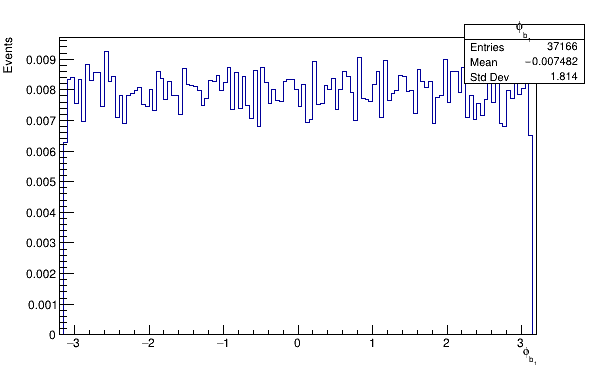 ϕ_b₁
Entries 37166
Mean −0.007482
Std Dev 1.814
Events
0.009
0.008
0.007
0.006
0.005
0.004
0.003
0.002
0.001
0
−3 −2 −1 0 1 2 3
ϕ_b₁